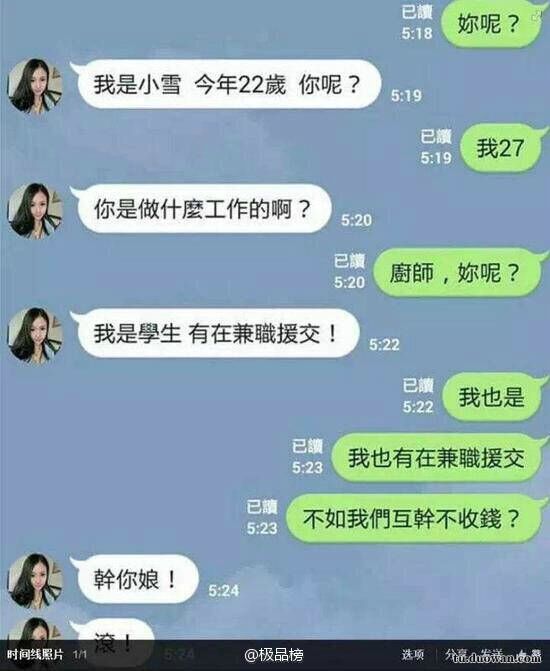 已讀
5:18
妳呢？
我是小雪 今年22歲 你呢？
5:19
已讀
5:19
我27
你是做什麼工作的啊？
5:20
已讀
5:20
廚師，妳呢？
我是學生 有在兼職援交！
5:22
已讀
5:22
我也是
已讀
5:23
我也有在兼職援交
已讀
5:23
不如我們互幹不收錢？
幹你娘！
5:24
滾！
5:24
时间线照片 1/1
@极品榜
选项 分享 发送 赞
tu.duowan.com